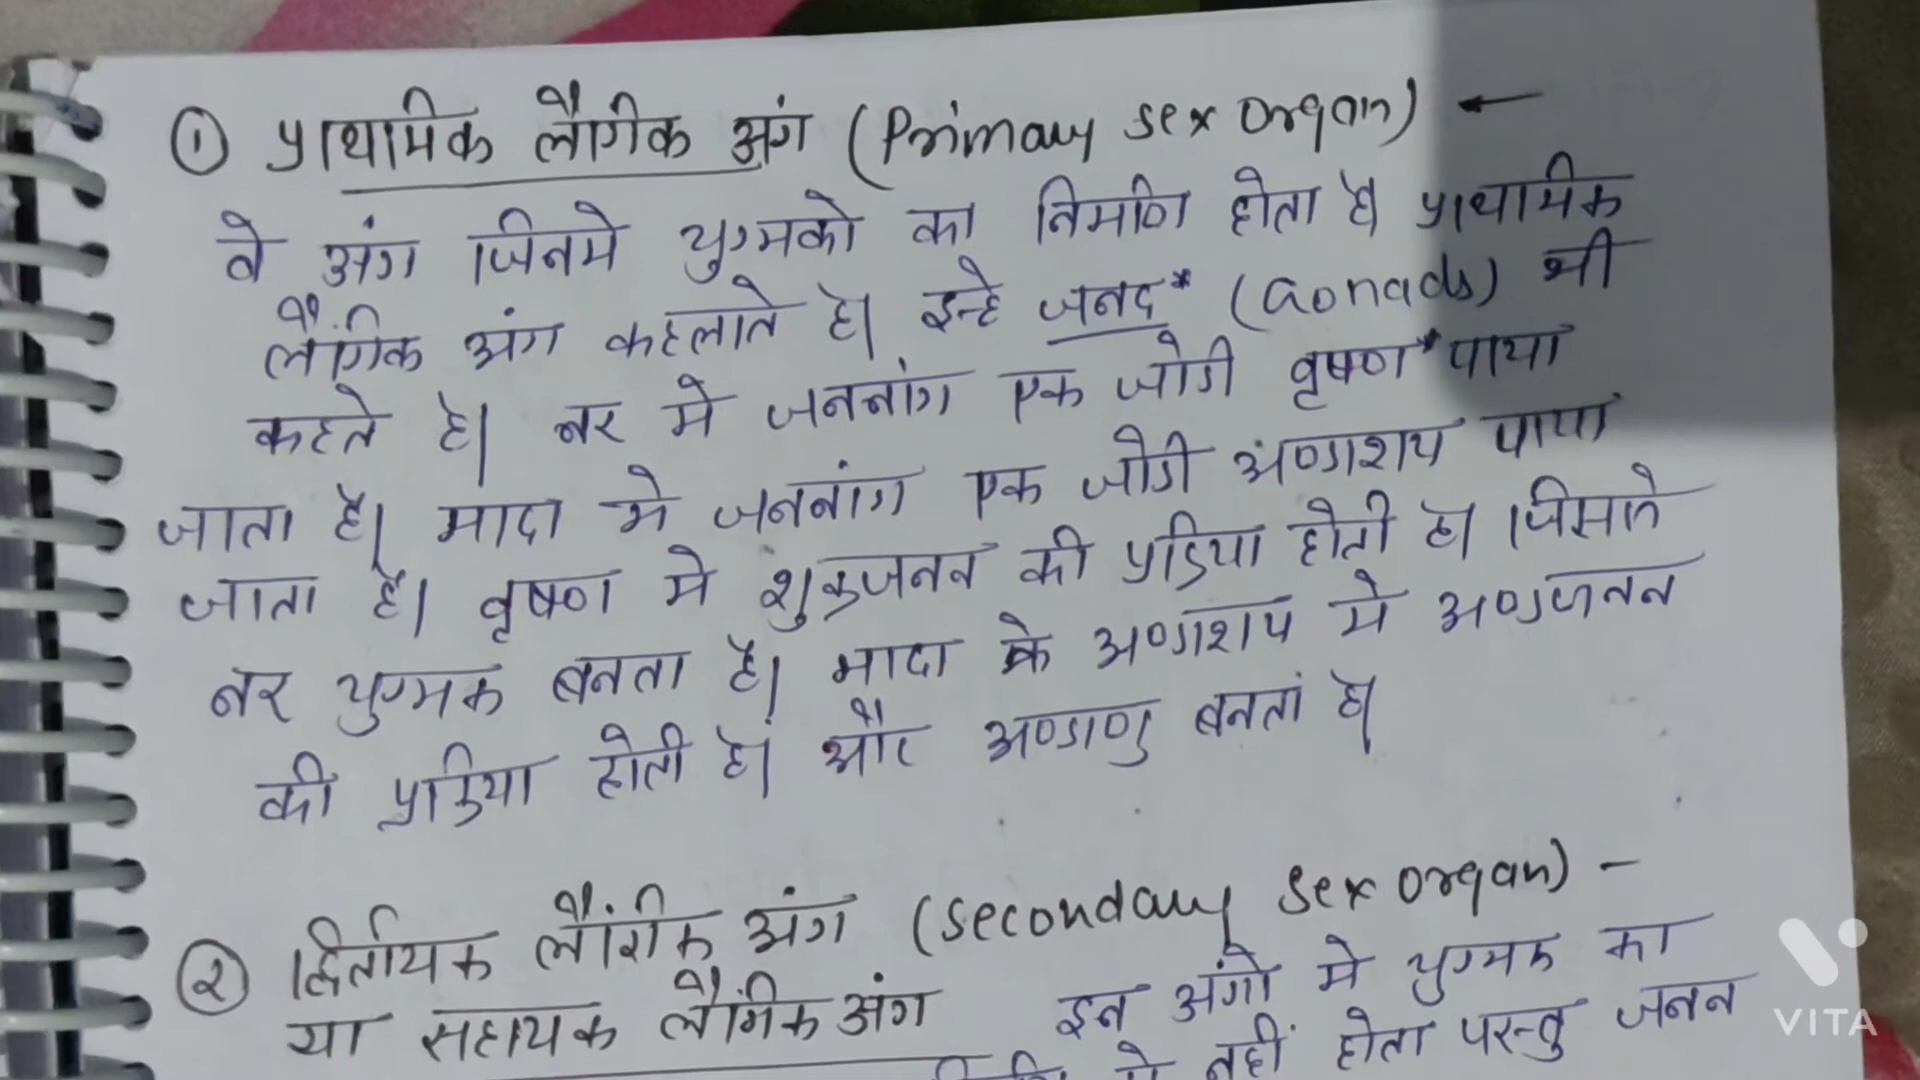 ① प्राथमिक लैंगिक अंग (Primary sex organ) ←
वे अंग जिनमे युग्मको का निर्माण होता है। प्राथमिक
लैंगिक अंग कहलाते है। इन्हे जनद* (Gonads) भी
कहते है। नर मे जननांग एक जोडी वृषण* पाया
जाता है। मादा मे जननांग एक जोडी अण्डाशय पाया
जाता है। वृषण मे शुक्रजनन की प्रक्रिया होती है। जिससे
नर युग्मक बनता है। मादा के अण्डाशय मे अण्डजनन
की प्रक्रिया होती है। और अण्डाणु बनता है।
② द्वितीयक लैंगिक अंग (Secondary sex organ) -
या सहायक लैंगिक अंग इन अंगो मे युग्मक का
नहीं होता परन्तु जनन
VITA